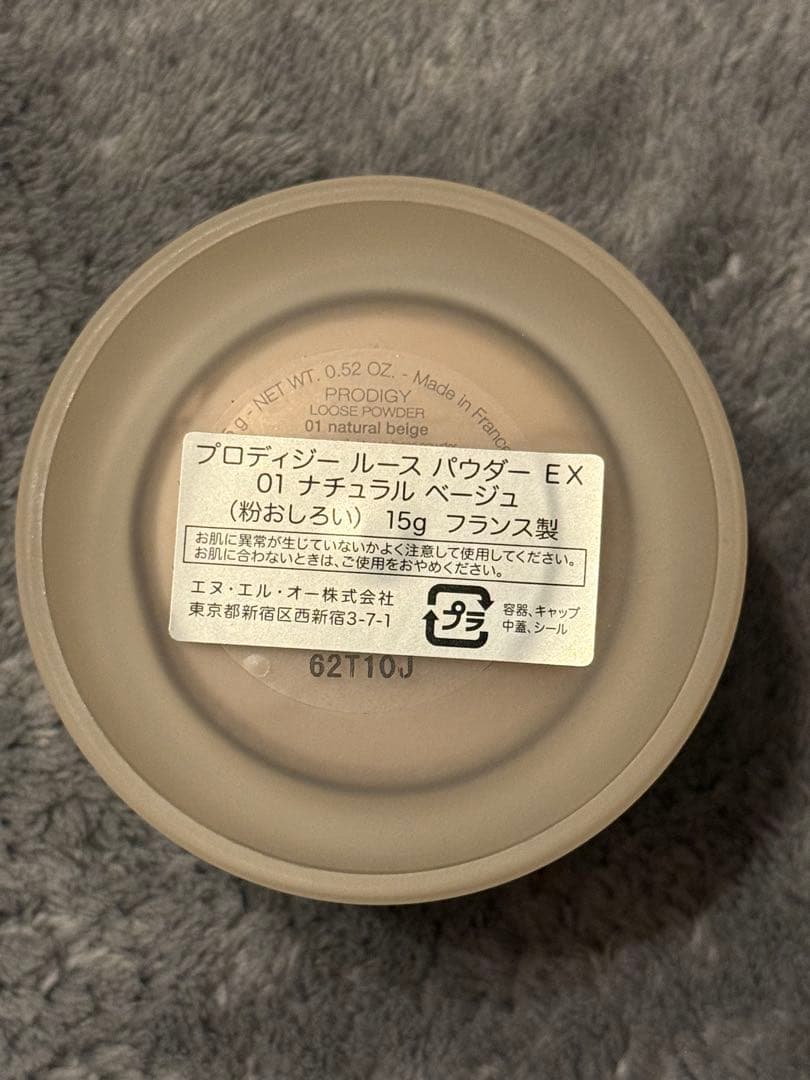 g - NET WT. 0.52 OZ. - Made in France
PRODIGY
LOOSE POWDER
01 natural beige
プロディジー ルース パウダー EX
01 ナチュラル ベージュ
（粉おしろい） 15g フランス製
お肌に異常が生じていないかよく注意して使用してください。
お肌に合わないときは、ご使用をおやめください。
エヌ・エル・オー株式会社
東京都新宿区西新宿3-7-1
プラ
容器、キャップ
中蓋、シール
62T10J